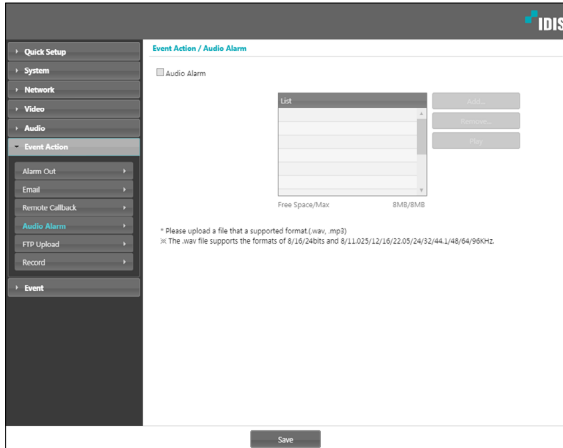 IDIS
Quick Setup
System
Network
Video
Audio
Event Action
Alarm Out
Email
Remote Callback
Audio Alarm
FTP Upload
Record
Event
Event Action / Audio Alarm
Audio Alarm
List
Add...
Remove...
Play
Free Space/Max 8MB/8MB
* Please upload a file that a supported format.(.wav, .mp3)
※ The .wav file supports the formats of 8/16/24bits and 8/11.025/12/16/22.05/24/32/44.1/48/64/96KHz.
Save